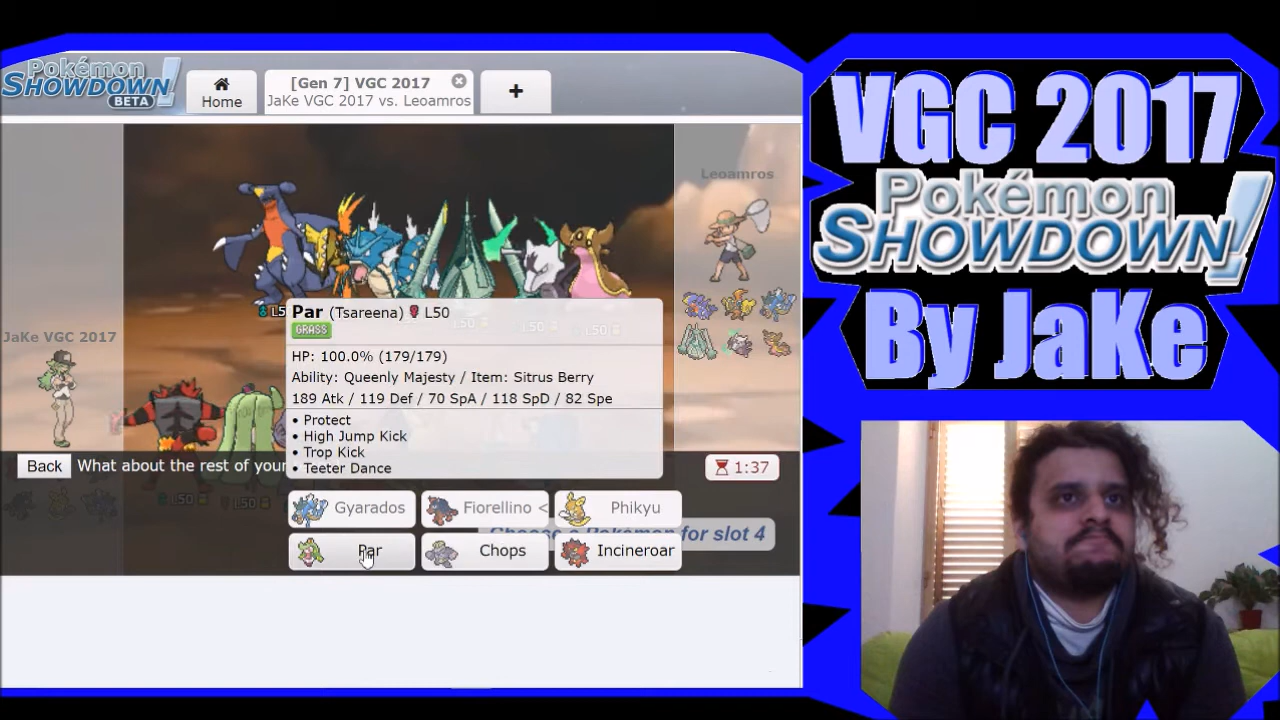 Pokémon
SHOWDOWN!
BETA
Home
[Gen 7] VGC 2017
JaKe VGC 2017 vs. Leoamros
+
Leoamros
JaKe VGC 2017
L5
Par (Tsareena) L50
GRASS
HP: 100.0% (179/179)
Ability: Queenly Majesty / Item: Sitrus Berry
189 Atk / 119 Def / 70 SpA / 118 SpD / 82 Spe
• Protect
• High Jump Kick
• Trop Kick
• Teeter Dance
L50
L50
Back
What about the rest of your
1:37
Gyarados
Fiorellino <
Phikyu
Choose a Pokémon for slot 4
Par
Chops
Incineroar
VGC 2017
Pokémon
SHOWDOWN!
By JaKe